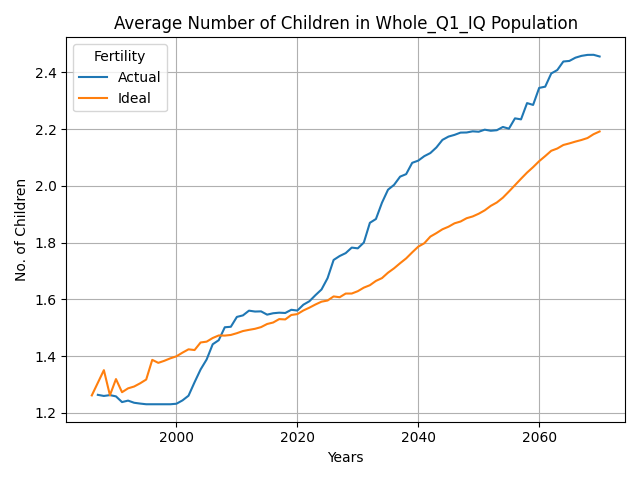 Average Number of Children in Whole_Q1_IQ Population
Fertility
Actual
Ideal
2.4
2.2
2.0
1.8
1.6
1.4
1.2
No. of Children
2000
2020
2040
2060
Years